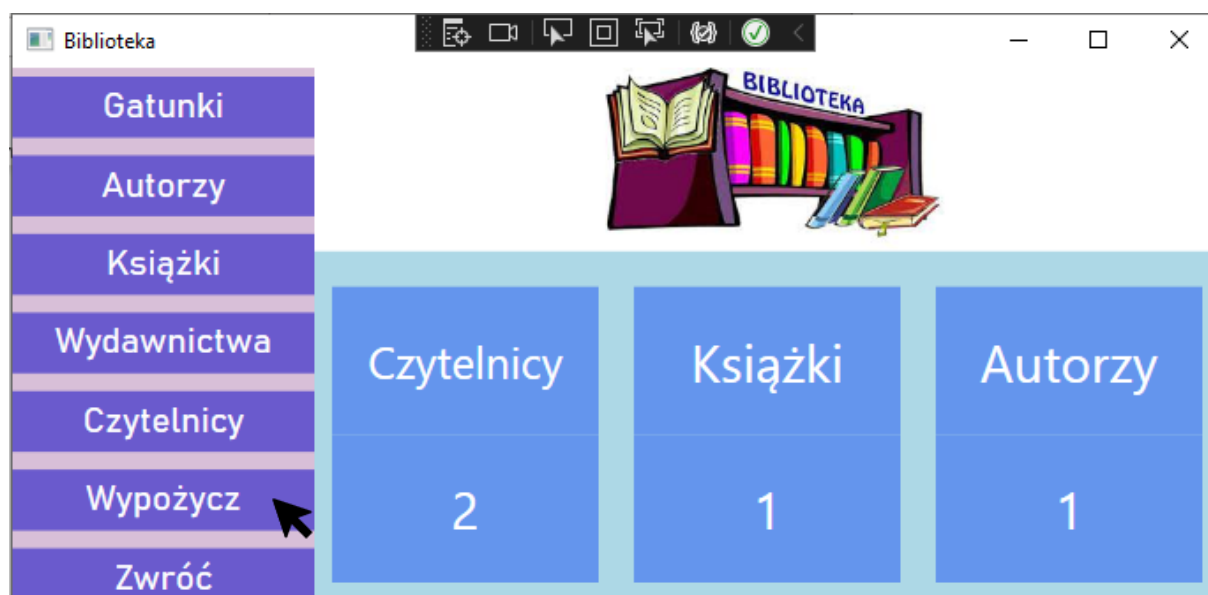 Biblioteka
BIBLIOTEKA
Gatunki
Autorzy
Książki
Wydawnictwa
Czytelnicy
Wypożycz
Zwróć
Czytelnicy
2
Książki
1
Autorzy
1